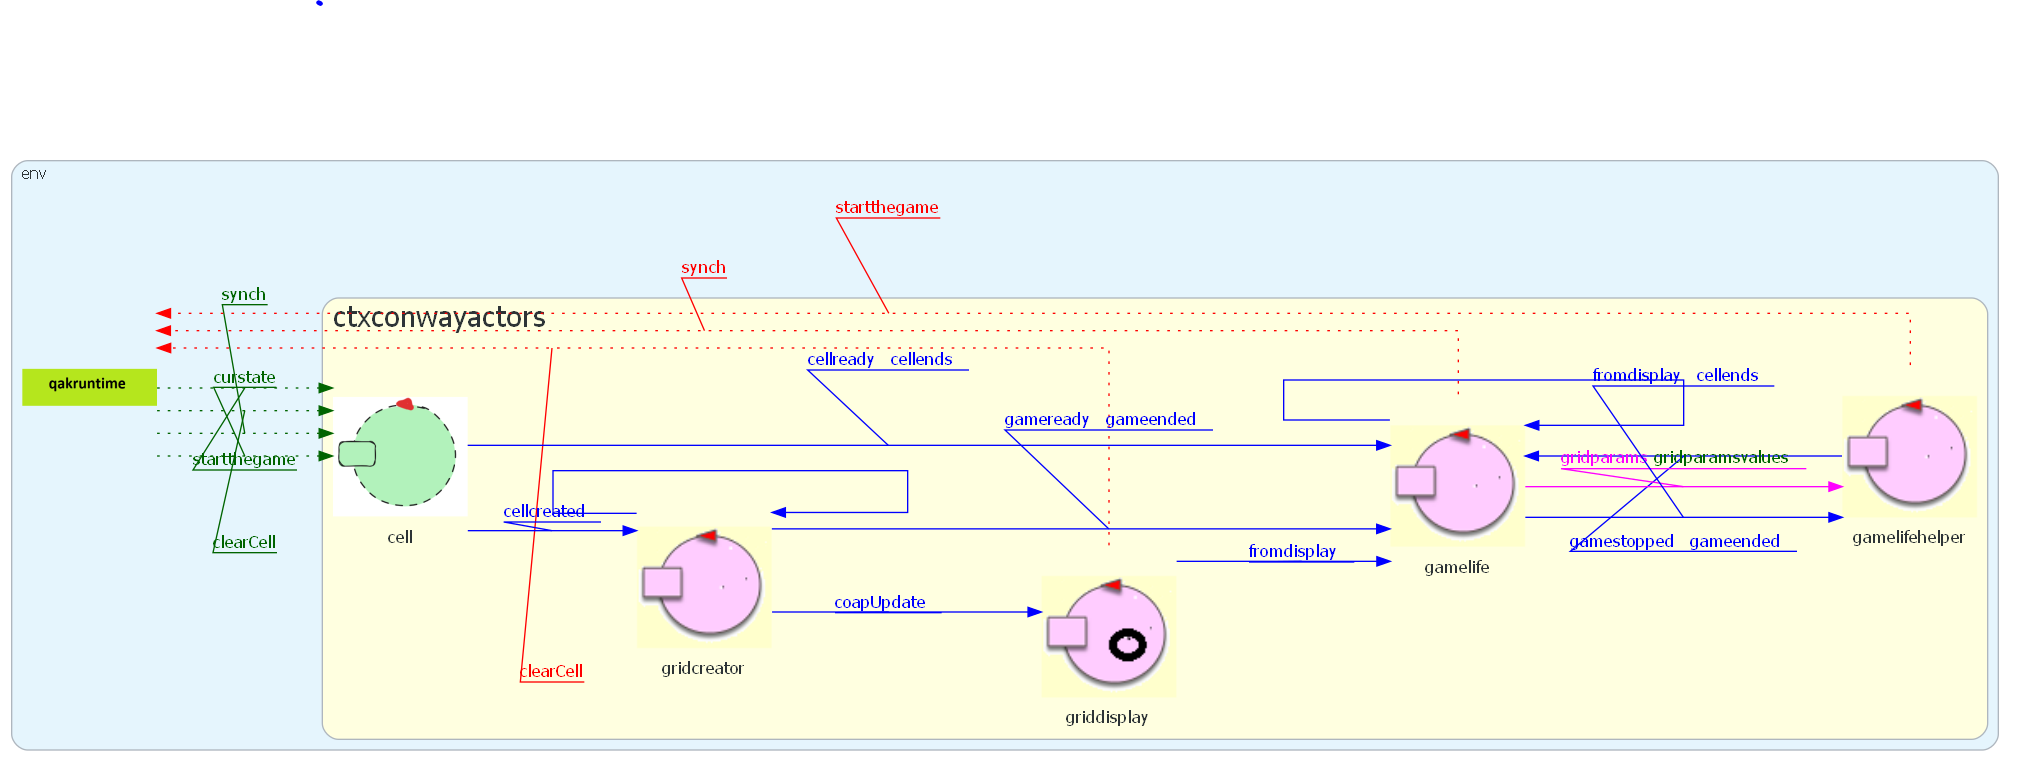 env
startthegame
synch
synch
ctxconwayactors
cellready cellends
fromdisplay cellends
qakruntime
curstate
gameready gameended
startthegame
gridparams gridparamsvalues
cellcreated
cell
gamelifehelper
clearCell
gamestopped gameended
fromdisplay
gamelife
coapUpdate
gridcreator
clearCell
griddisplay